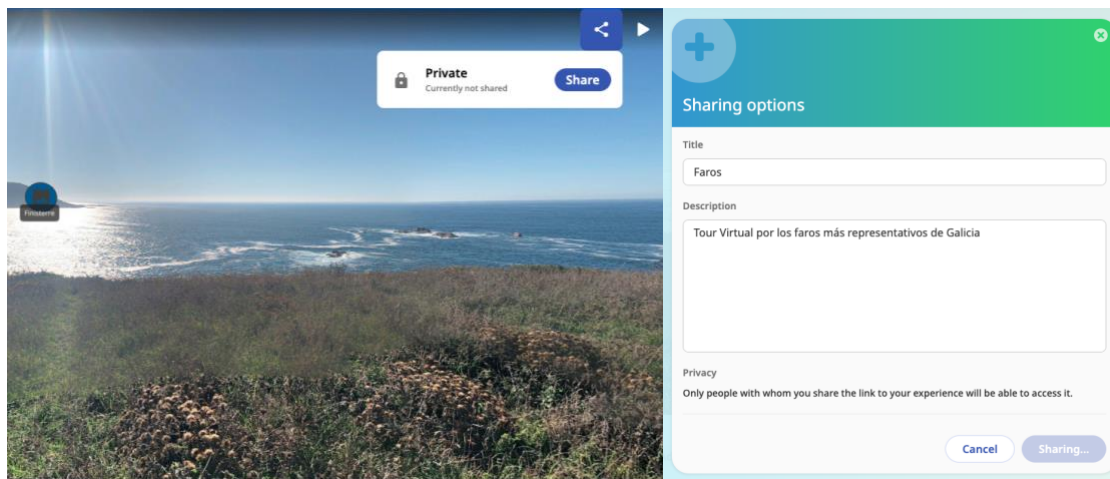 Private
Currently not shared
Share
Finisterre
Sharing options
Title
Faros
Description
Tour Virtual por los faros más representativos de Galicia
Privacy
Only people with whom you share the link to your experience will be able to access it.
Cancel
Sharing...